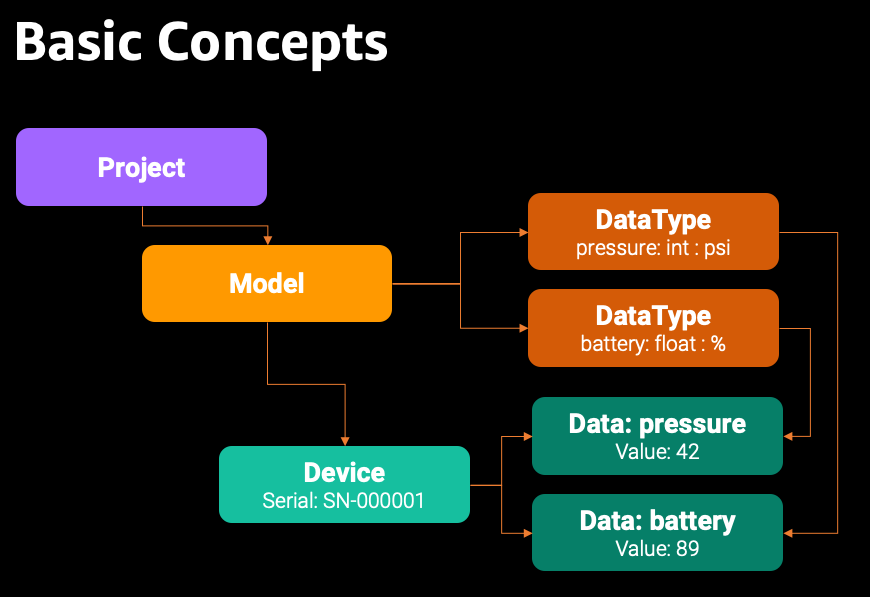 Basic Concepts
Project
Model
DataType
pressure: int : psi
DataType
battery: float : %
Data: pressure
Value: 42
Device
Serial: SN-000001
Data: battery
Value: 89